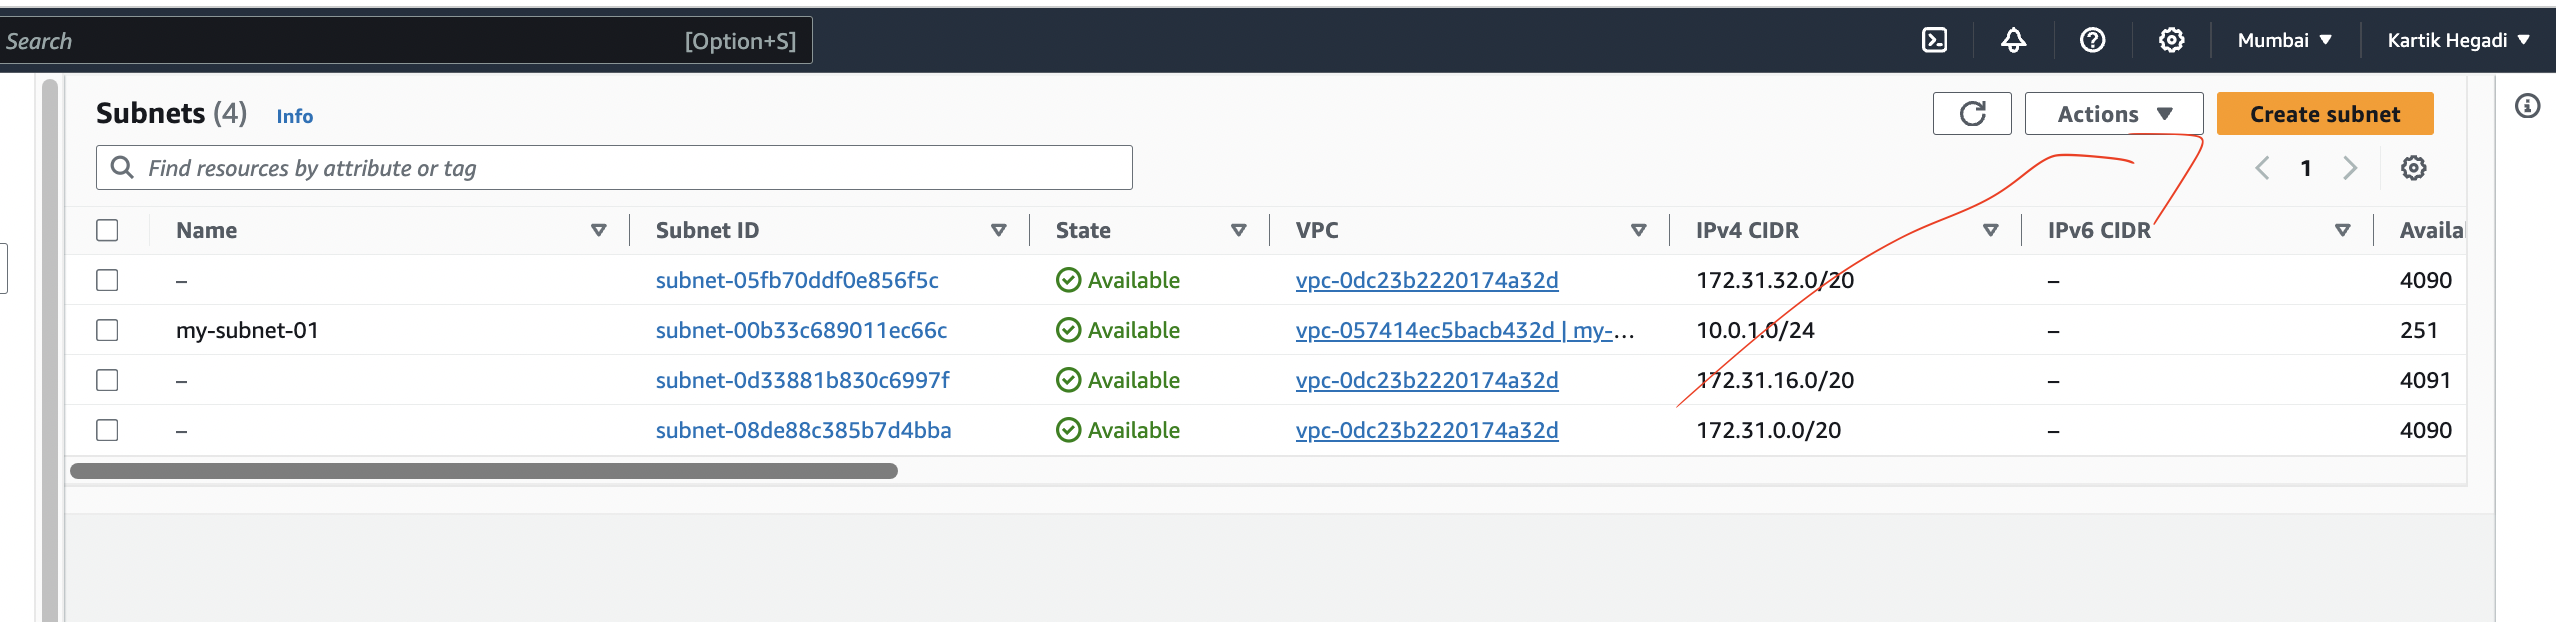 Search [Option+S] Mumbai Kartik Hegadi
Subnets (4) Info Actions Create subnet
Find resources by attribute or tag 1
Name Subnet ID State VPC IPv4 CIDR IPv6 CIDR Availa
– subnet-05fb70ddf0e856f5c Available vpc-0dc23b2220174a32d 172.31.32.0/20 – 4090
my-subnet-01 subnet-00b33c689011ec66c Available vpc-057414ec5bacb432d | my-... 10.0.1.0/24 – 251
– subnet-0d33881b830c6997f Available vpc-0dc23b2220174a32d 172.31.16.0/20 – 4091
– subnet-08de88c385b7d4bba Available vpc-0dc23b2220174a32d 172.31.0.0/20 – 4090